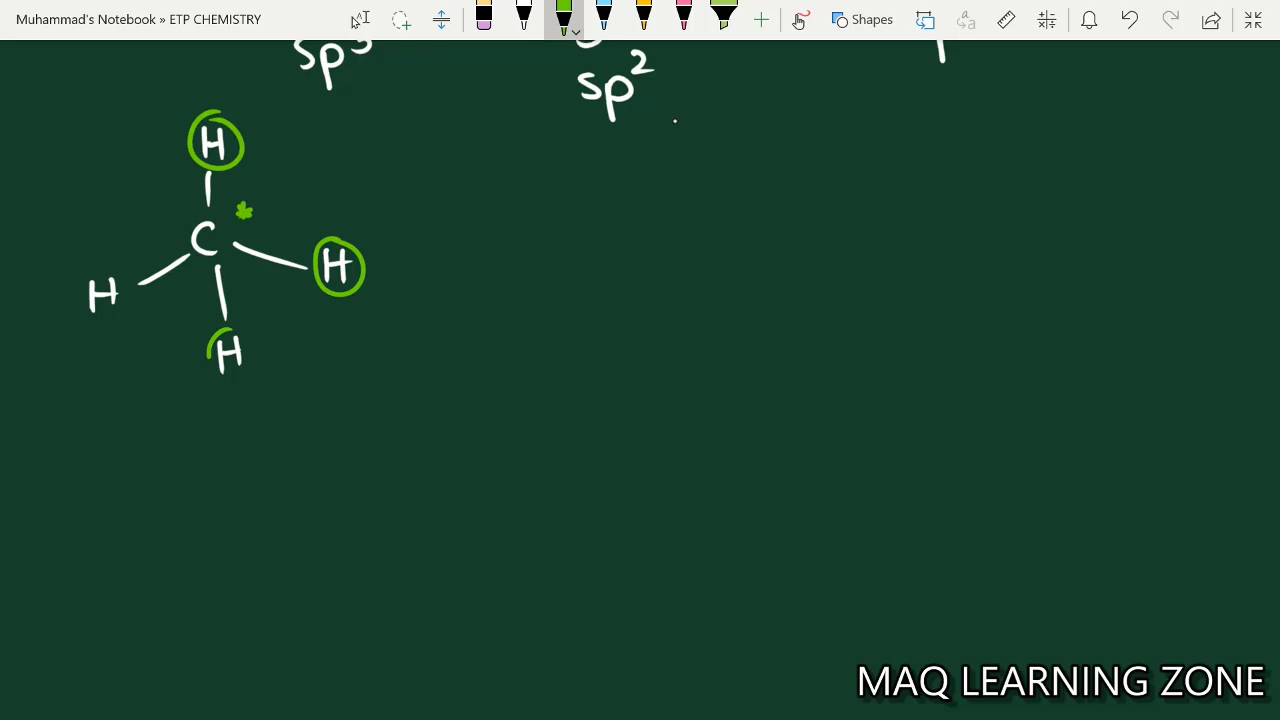 Muhammad's Notebook » ETP CHEMISTRY
Shapes
sp³
sp²
H
C
H
H
H
MAQ LEARNING ZONE